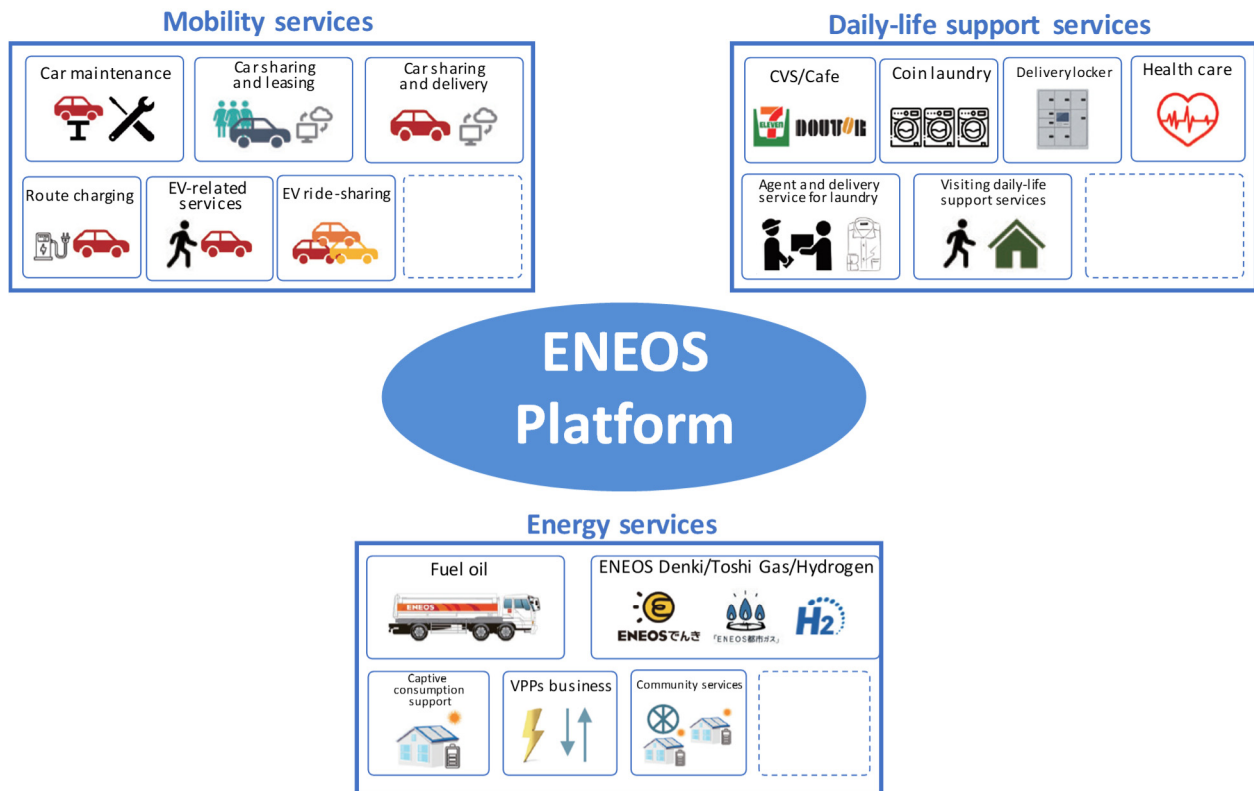 Mobility services
Car maintenance
Car sharing
and leasing
Car sharing
and delivery
Route charging
EV-related
services
EV ride-sharing
Daily-life support services
CVS/Cafe
7
ELEVEN
DOUTOR
Coin laundry
Delivery locker
Health care
Agent and delivery
service for laundry
Visiting daily-life
support services
ENEOS
Platform
Energy services
Fuel oil
ENEOS
ENEOS Denki/Toshi Gas/Hydrogen
ENEOSでんき
「ENEOS都市ガス」
H2
Captive
consumption
support
VPPs business
Community services